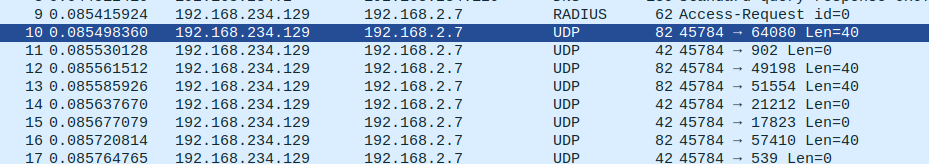 9 0.085415924 192.168.234.129 192.168.2.7 RADIUS 62 Access-Request id=0
10 0.085498360 192.168.234.129 192.168.2.7 UDP 82 45784 → 64080 Len=40
11 0.085530128 192.168.234.129 192.168.2.7 UDP 42 45784 → 902 Len=0
12 0.085561512 192.168.234.129 192.168.2.7 UDP 82 45784 → 49198 Len=40
13 0.085585926 192.168.234.129 192.168.2.7 UDP 82 45784 → 51554 Len=40
14 0.085637670 192.168.234.129 192.168.2.7 UDP 42 45784 → 21212 Len=0
15 0.085677079 192.168.234.129 192.168.2.7 UDP 42 45784 → 17823 Len=0
16 0.085720814 192.168.234.129 192.168.2.7 UDP 82 45784 → 57410 Len=40
17 0.085764765 192.168.234.129 192.168.2.7 UDP 42 45784 → 539 Len=0